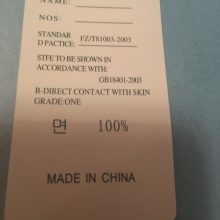 NAME:
NOS:
STANDAR FZ/T81003-2003
D PACTICE:
STFE TO BE SHOWN IN
ACCORDANCE WITH:
GB18401-2003
B-DIRECT CONTACT WITH SKIN
GRADE:ONE
면 100%
MADE IN CHINA